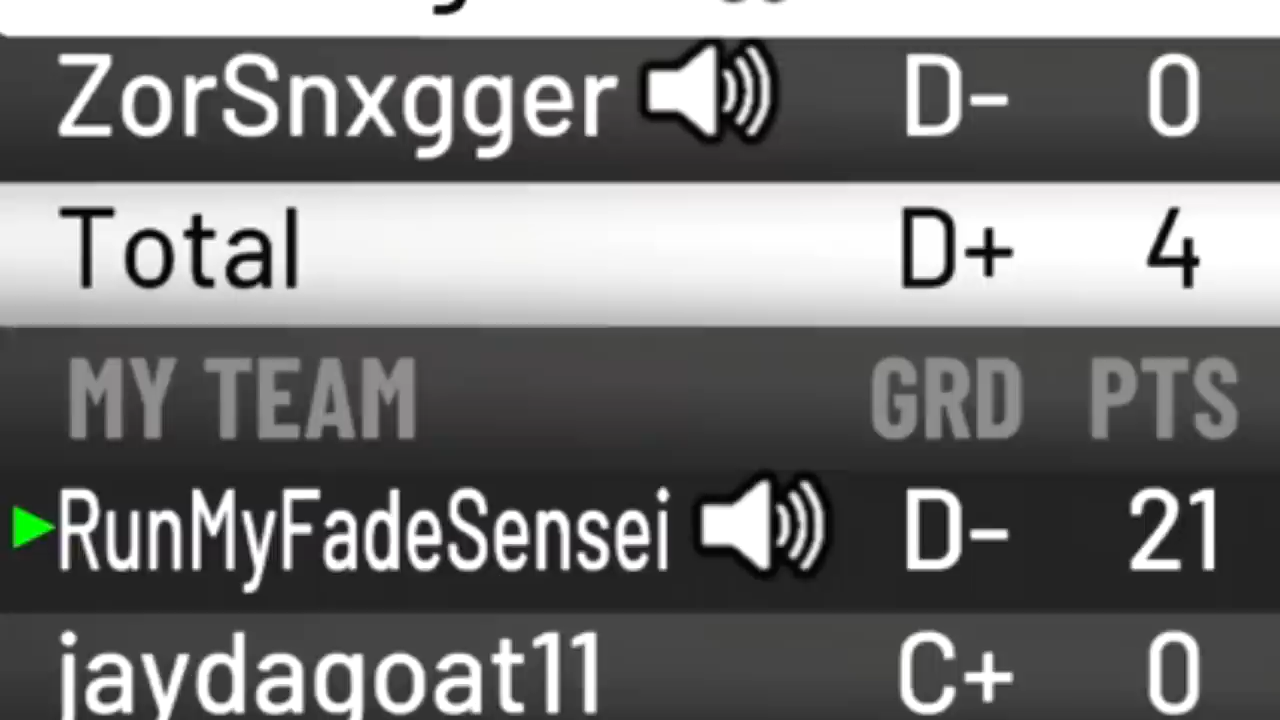 ZorSnxgger D- 0
Total D+ 4
MY TEAM GRD PTS
RunMyFadeSensei D- 21
jaydagoat11 C+ 0